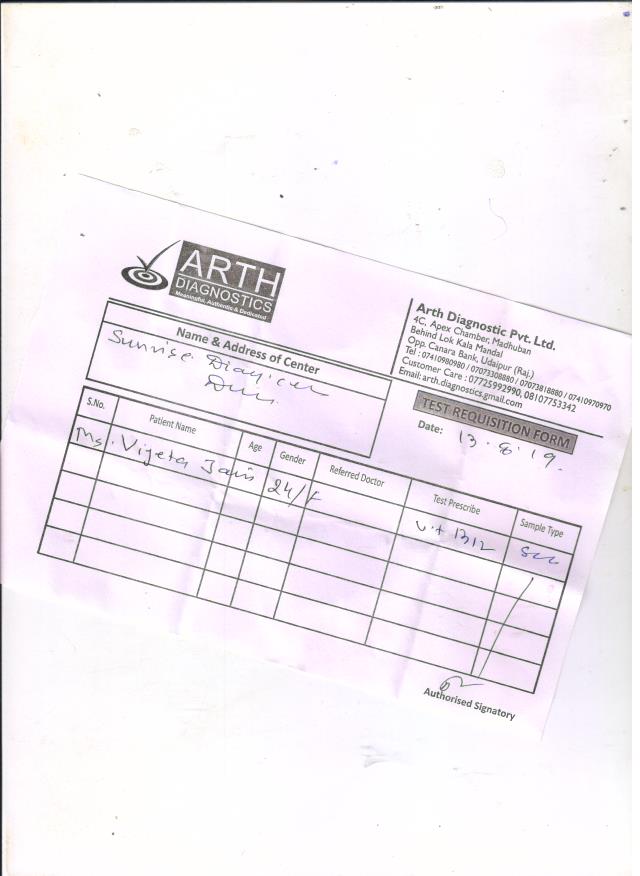 ARTH
DIAGNOSTICS
Meaningful, Authentic & Dedicated
Arth Diagnostic Pvt. Ltd.
4C, Apex Chamber, Madhuban
Behind Lok Kala Mandal
Opp. Canara Bank, Udaipur (Raj.)
Tel : 07410980980 / 07073308880 / 07073818880 / 07410970970
Customer Care : 07725992990, 08107753342
Email: arth.diagnostics.gmail.com
Name & Address of Center
Sunrise
TEST REQUISITION FORM
Date: 13.8.19.
S.No. Patient Name Age Gender Referred Doctor Test Prescribe Sample Type
Ms. Vijeta Jain 24/f Vit B12
Authorised Signatory